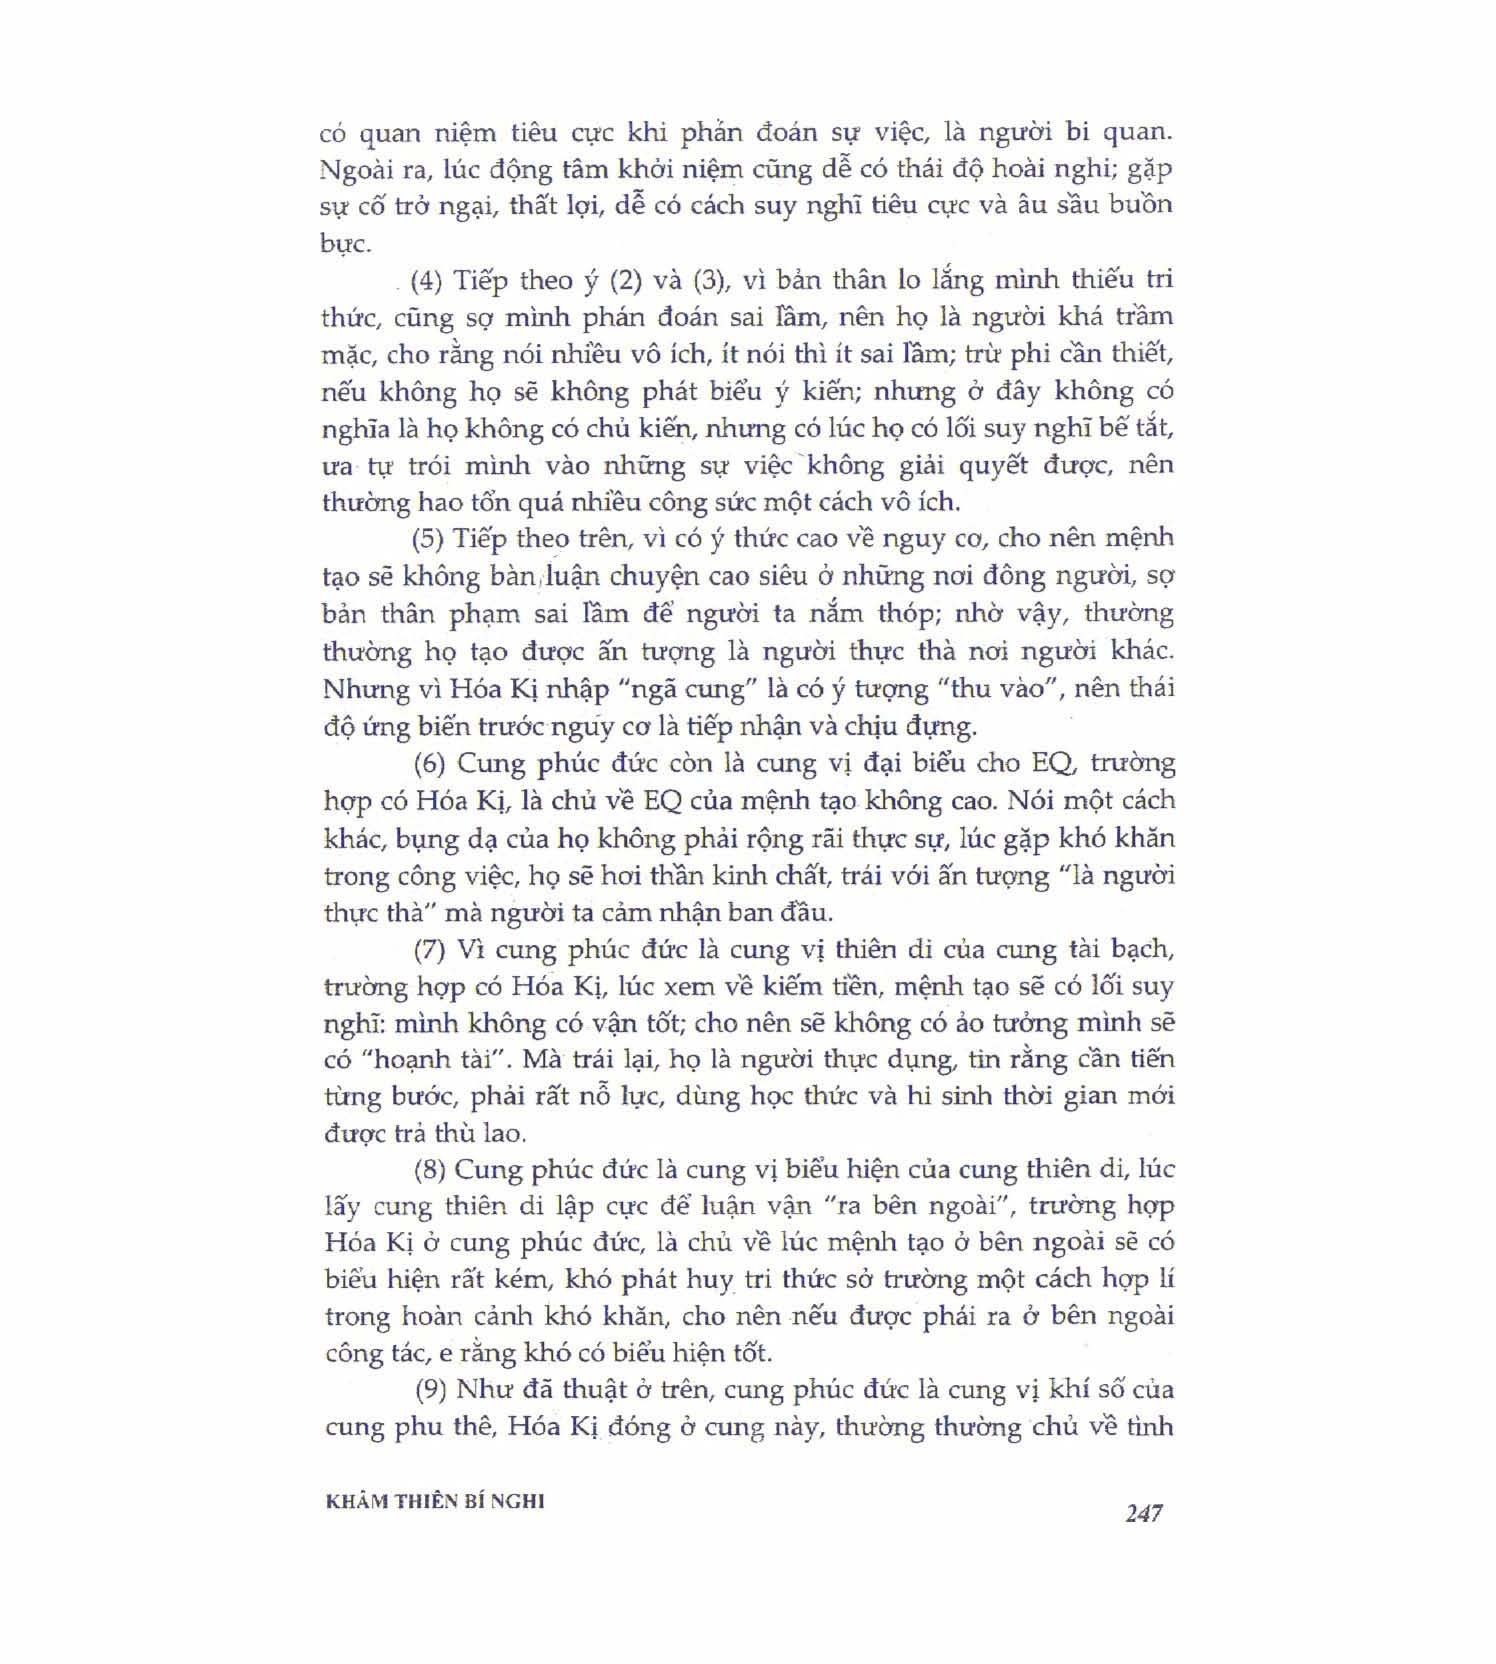 có quan niệm tiêu cực khi phán đoán sự việc, là người bi quan.
Ngoài ra, lúc động tâm khởi niệm cũng dễ có thái độ hoài nghi; gặp
sự cố trở ngại, thất lợi, dễ có cách suy nghĩ tiêu cực và âu sầu buồn
bực.
(4) Tiếp theo ý (2) và (3), vì bản thân lo lắng mình thiếu tri
thức, cũng sợ mình phán đoán sai lầm, nên họ là người khá trầm
mặc, cho rằng nói nhiều vô ích, ít nói thì ít sai lầm; trừ phi cần thiết,
nếu không họ sẽ không phát biểu ý kiến; nhưng ở đây không có
nghĩa là họ không có chủ kiến, nhưng có lúc họ có lối suy nghĩ bế tắt,
ưa tự trói mình vào những sự việc không giải quyết được, nên
thường hao tổn quá nhiều công sức một cách vô ích.
(5) Tiếp theo trên, vì có ý thức cao về nguy cơ, cho nên mệnh
tạo sẽ không bàn luận chuyện cao siêu ở những nơi đông người, sợ
bản thân phạm sai lầm để người ta nắm thóp; nhờ vậy, thường
thường họ tạo được ấn tượng là người thực thà nơi người khác.
Nhưng vì Hóa Kị nhập "ngã cung" là có ý tượng "thu vào", nên thái
độ ứng biến trước nguy cơ là tiếp nhận và chịu đựng.
(6) Cung phúc đức còn là cung vị đại biểu cho EQ, trường
hợp có Hóa Kị, là chủ về EQ của mệnh tạo không cao. Nói một cách
khác, bụng dạ của họ không phải rộng rãi thực sự, lúc gặp khó khăn
trong công việc, họ sẽ hơi thần kinh chất, trái với ấn tượng "là người
thực thà" mà người ta cảm nhận ban đầu.
(7) Vì cung phúc đức là cung vị thiên di của cung tài bạch,
trường hợp có Hóa Kị, lúc xem về kiếm tiền, mệnh tạo sẽ có lối suy
nghĩ: mình không có vận tốt; cho nên sẽ không có ảo tưởng mình sẽ
có "hoạnh tài". Mà trái lại, họ là người thực dụng, tin rằng cần tiến
từng bước, phải rất nỗ lực, dùng học thức và hi sinh thời gian mới
được trả thù lao.
(8) Cung phúc đức là cung vị biểu hiện của cung thiên di, lúc
lấy cung thiên di lập cực để luận vận "ra bên ngoài", trường hợp
Hóa Kị ở cung phúc đức, là chủ về lúc mệnh tạo ở bên ngoài sẽ có
biểu hiện rất kém, khó phát huy tri thức sở trường một cách hợp lí
trong hoàn cảnh khó khăn, cho nên nếu được phái ra ở bên ngoài
công tác, e rằng khó có biểu hiện tốt.
(9) Như đã thuật ở trên, cung phúc đức là cung vị khí số của
cung phu thê, Hóa Kị đóng ở cung này, thường thường chủ về tình
KHÂM THIÊN BÍ NGHI
247